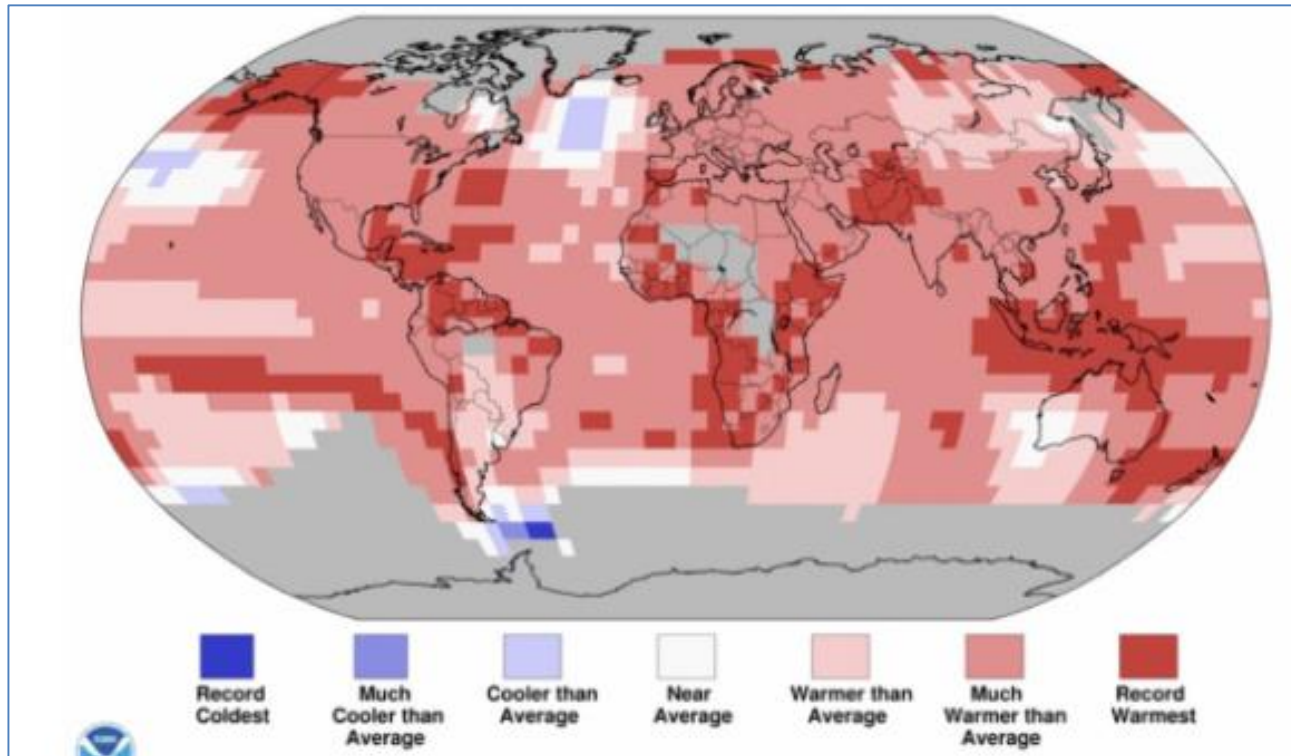 Record
Coldest
Much
Cooler than
Average
Cooler than
Average
Near
Average
Warmer than
Average
Much
Warmer than
Average
Record
Warmest